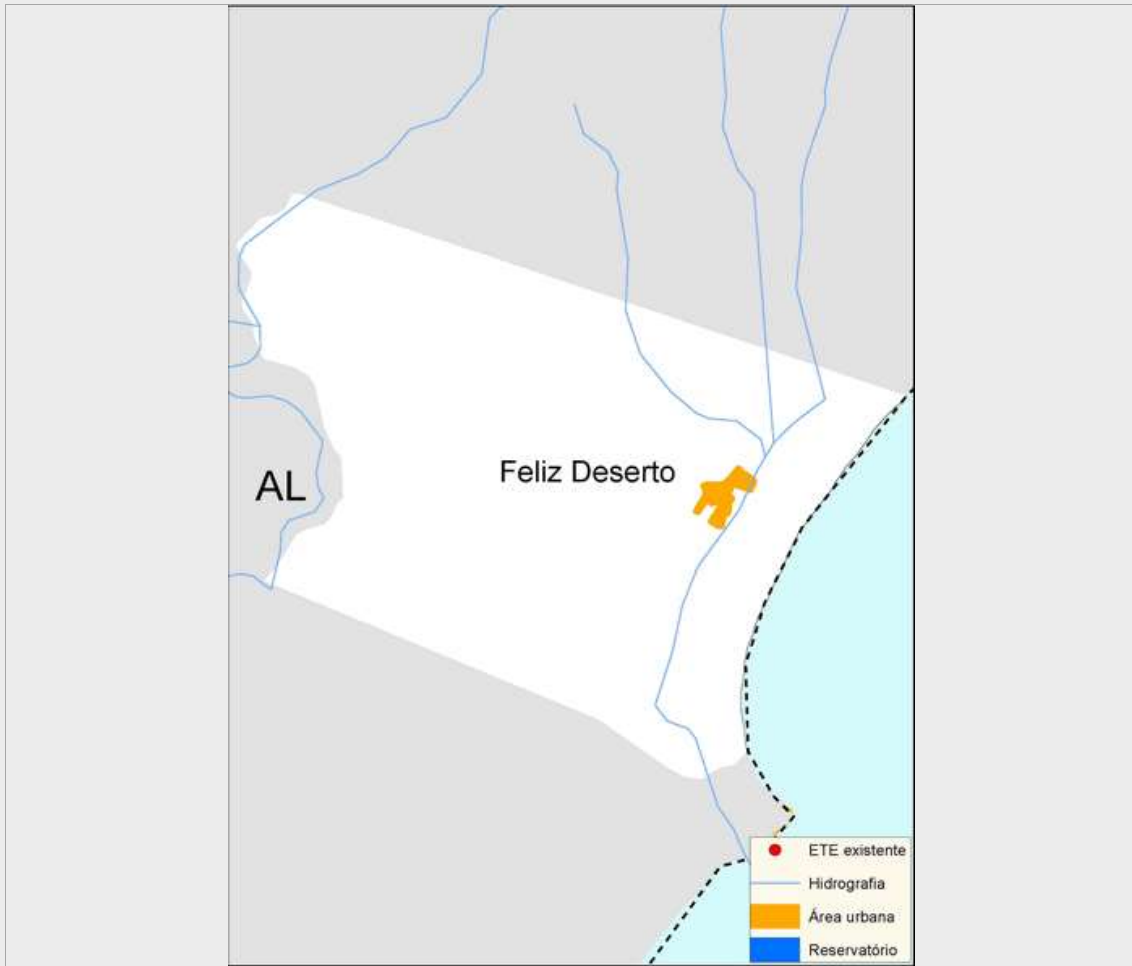 Feliz Deserto
AL
ETE existente
Hidrografia
Área urbana
Reservatório